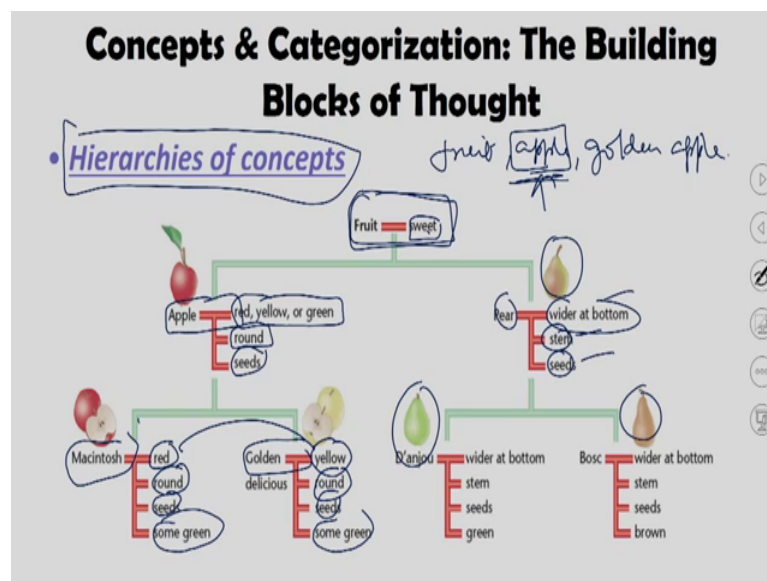 Concepts & Categorization: The Building
Blocks of Thought
• Hierarchies of concepts
fruit, apple, golden apple.
Fruit sweet
Apple red, yellow, or green
round
seeds
Pear wider at bottom
stem
seeds
Macintosh red
round
seeds
some green
Golden yellow
delicious round
seeds
some green
D'anjou wider at bottom
stem
seeds
green
Bosc wider at bottom
stem
seeds
brown